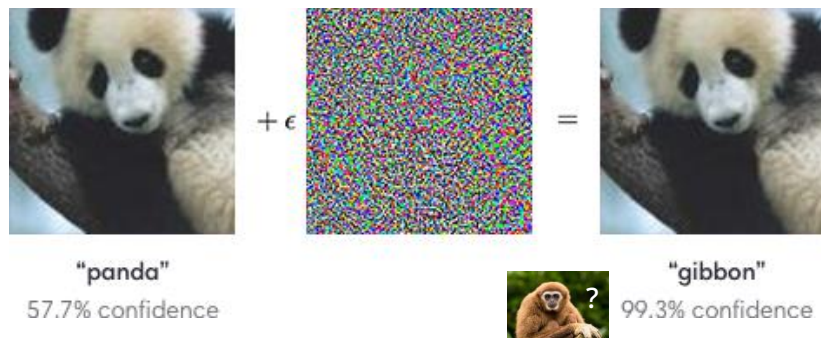 + ϵ =
“panda” “gibbon”
57.7% confidence ? 99.3% confidence